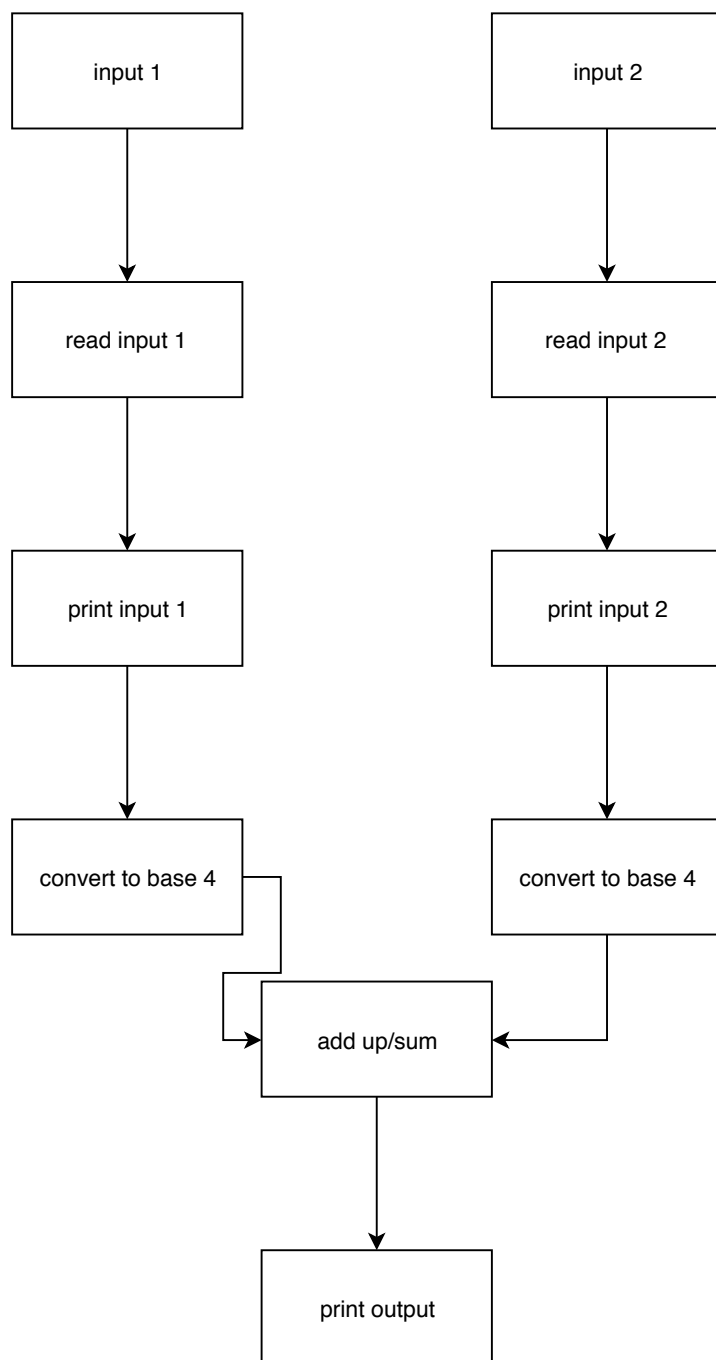 input 1
input 2
read input 1
read input 2
print input 1
print input 2
convert to base 4
convert to base 4
add up/sum
print output